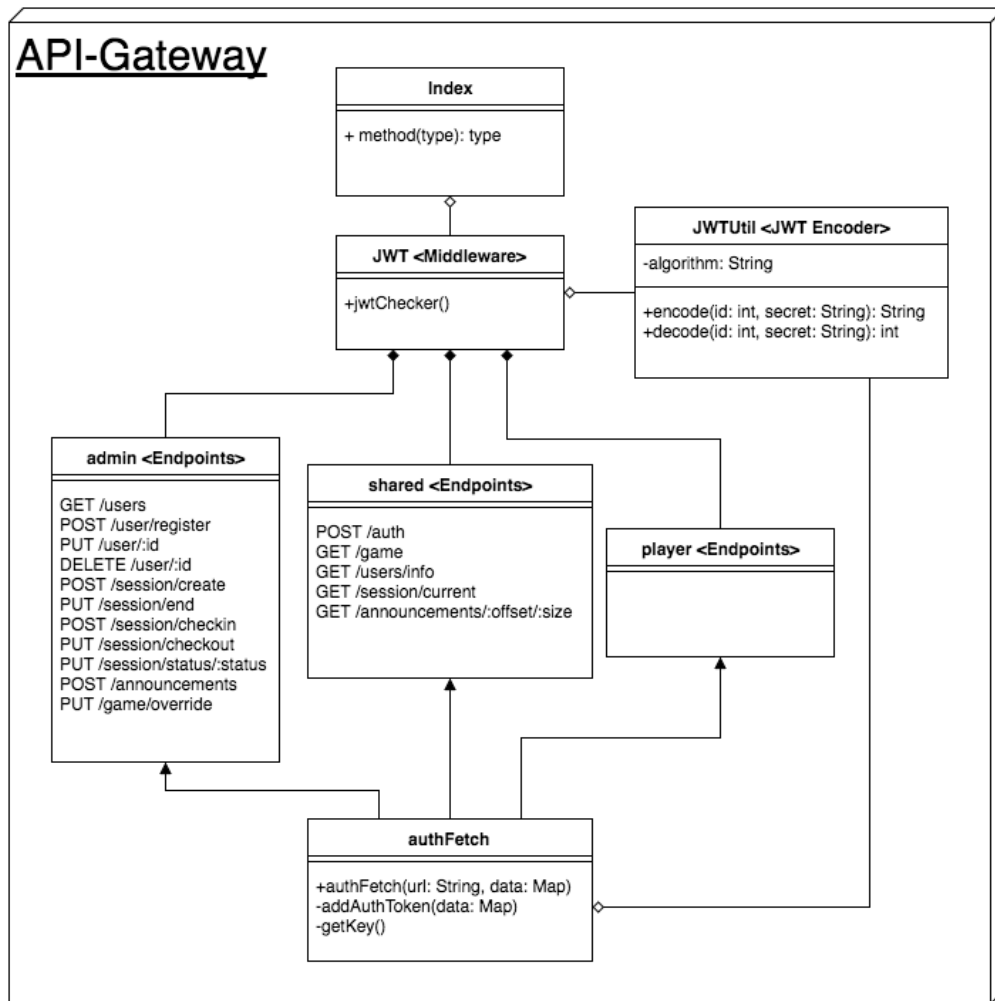 API-Gateway
Index
+ method(type): type
JWT <Middleware>
+jwtChecker()
JWTUtil <JWT Encoder>
-algorithm: String
+encode(id: int, secret: String): String
+decode(id: int, secret: String): int
admin <Endpoints>
GET /users
POST /user/register
PUT /user/:id
DELETE /user/:id
POST /session/create
PUT /session/end
POST /session/checkin
PUT /session/checkout
PUT /session/status/:status
POST /announcements
PUT /game/override
shared <Endpoints>
POST /auth
GET /game
GET /users/info
GET /session/current
GET /announcements/:offset/:size
player <Endpoints>
authFetch
+authFetch(url: String, data: Map)
-addAuthToken(data: Map)
-getKey()